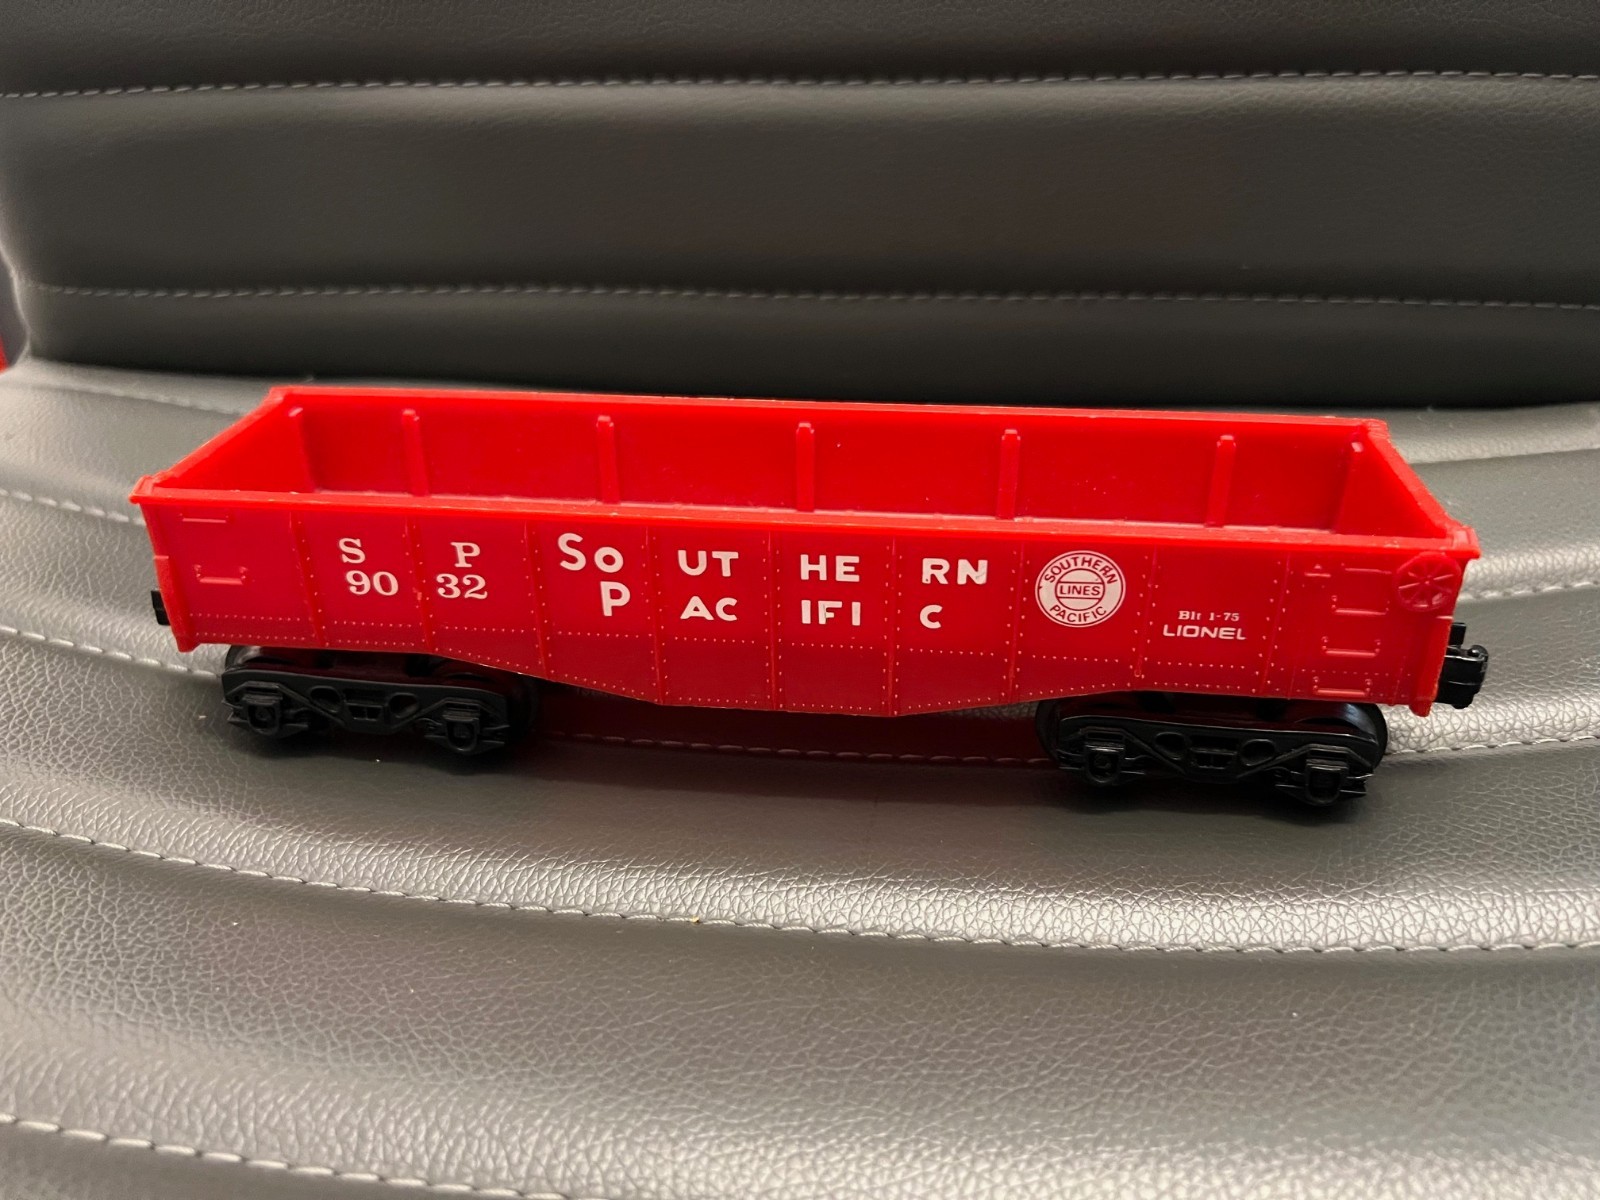 S P
90 32
SoUTHERN
PACIFIC
SOUTHERN
LINES
PACIFIC
Blt 1-75
LIONEL